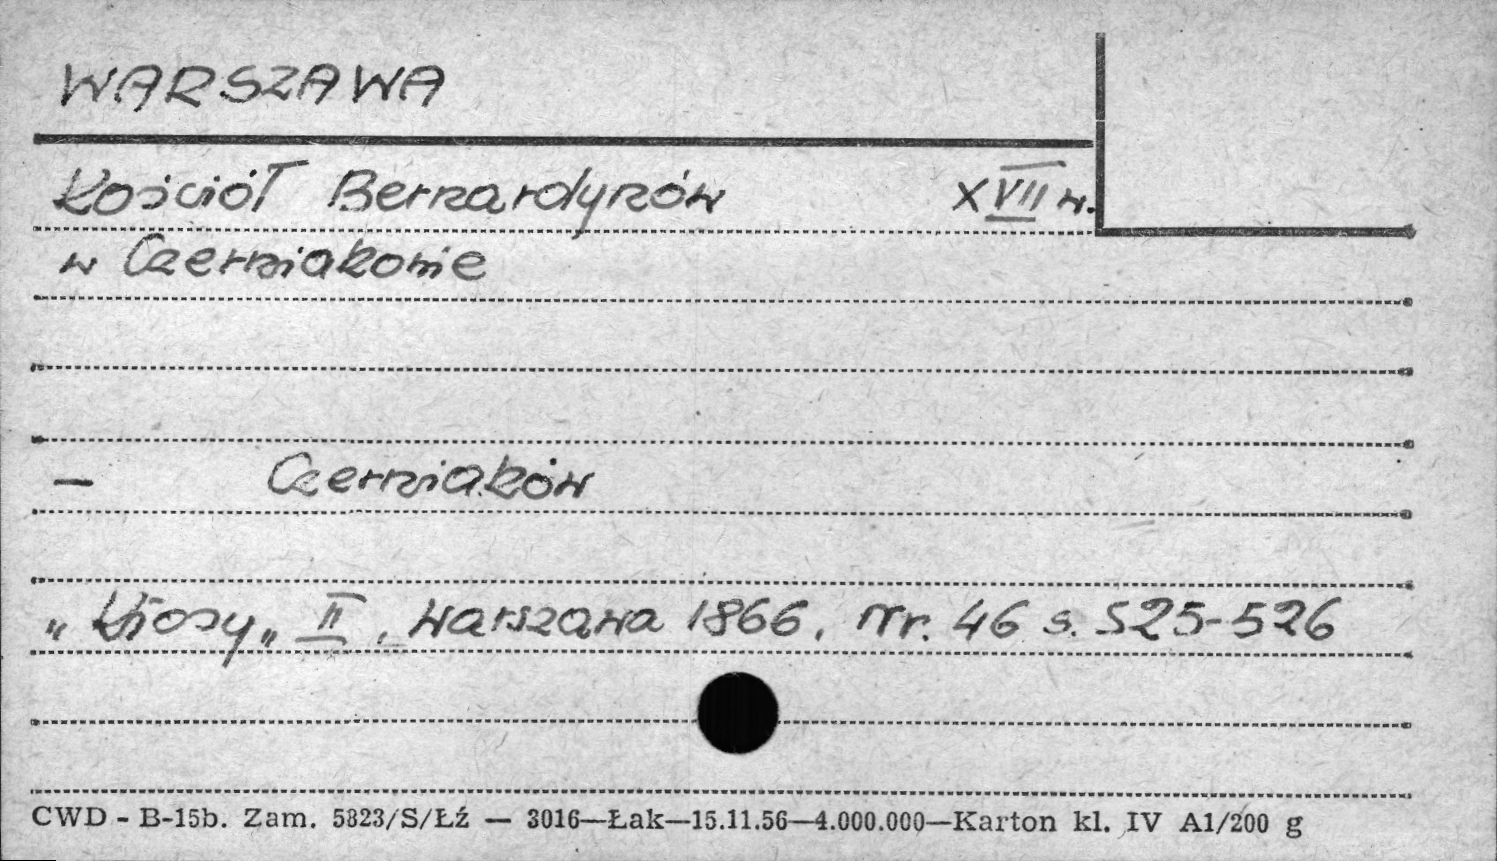 WARSZAWA
Kościół Bernardynów XVII w.
w Czerniakowie
— Czerniaków
„Kłosy„ II, Warszawa 1866, Nr. 46 s. 525-526
CWD - B-15b. Zam. 5823/S/Łź — 3016—Łak—15.11.56—4.000.000—Karton kl. IV A1/200 g